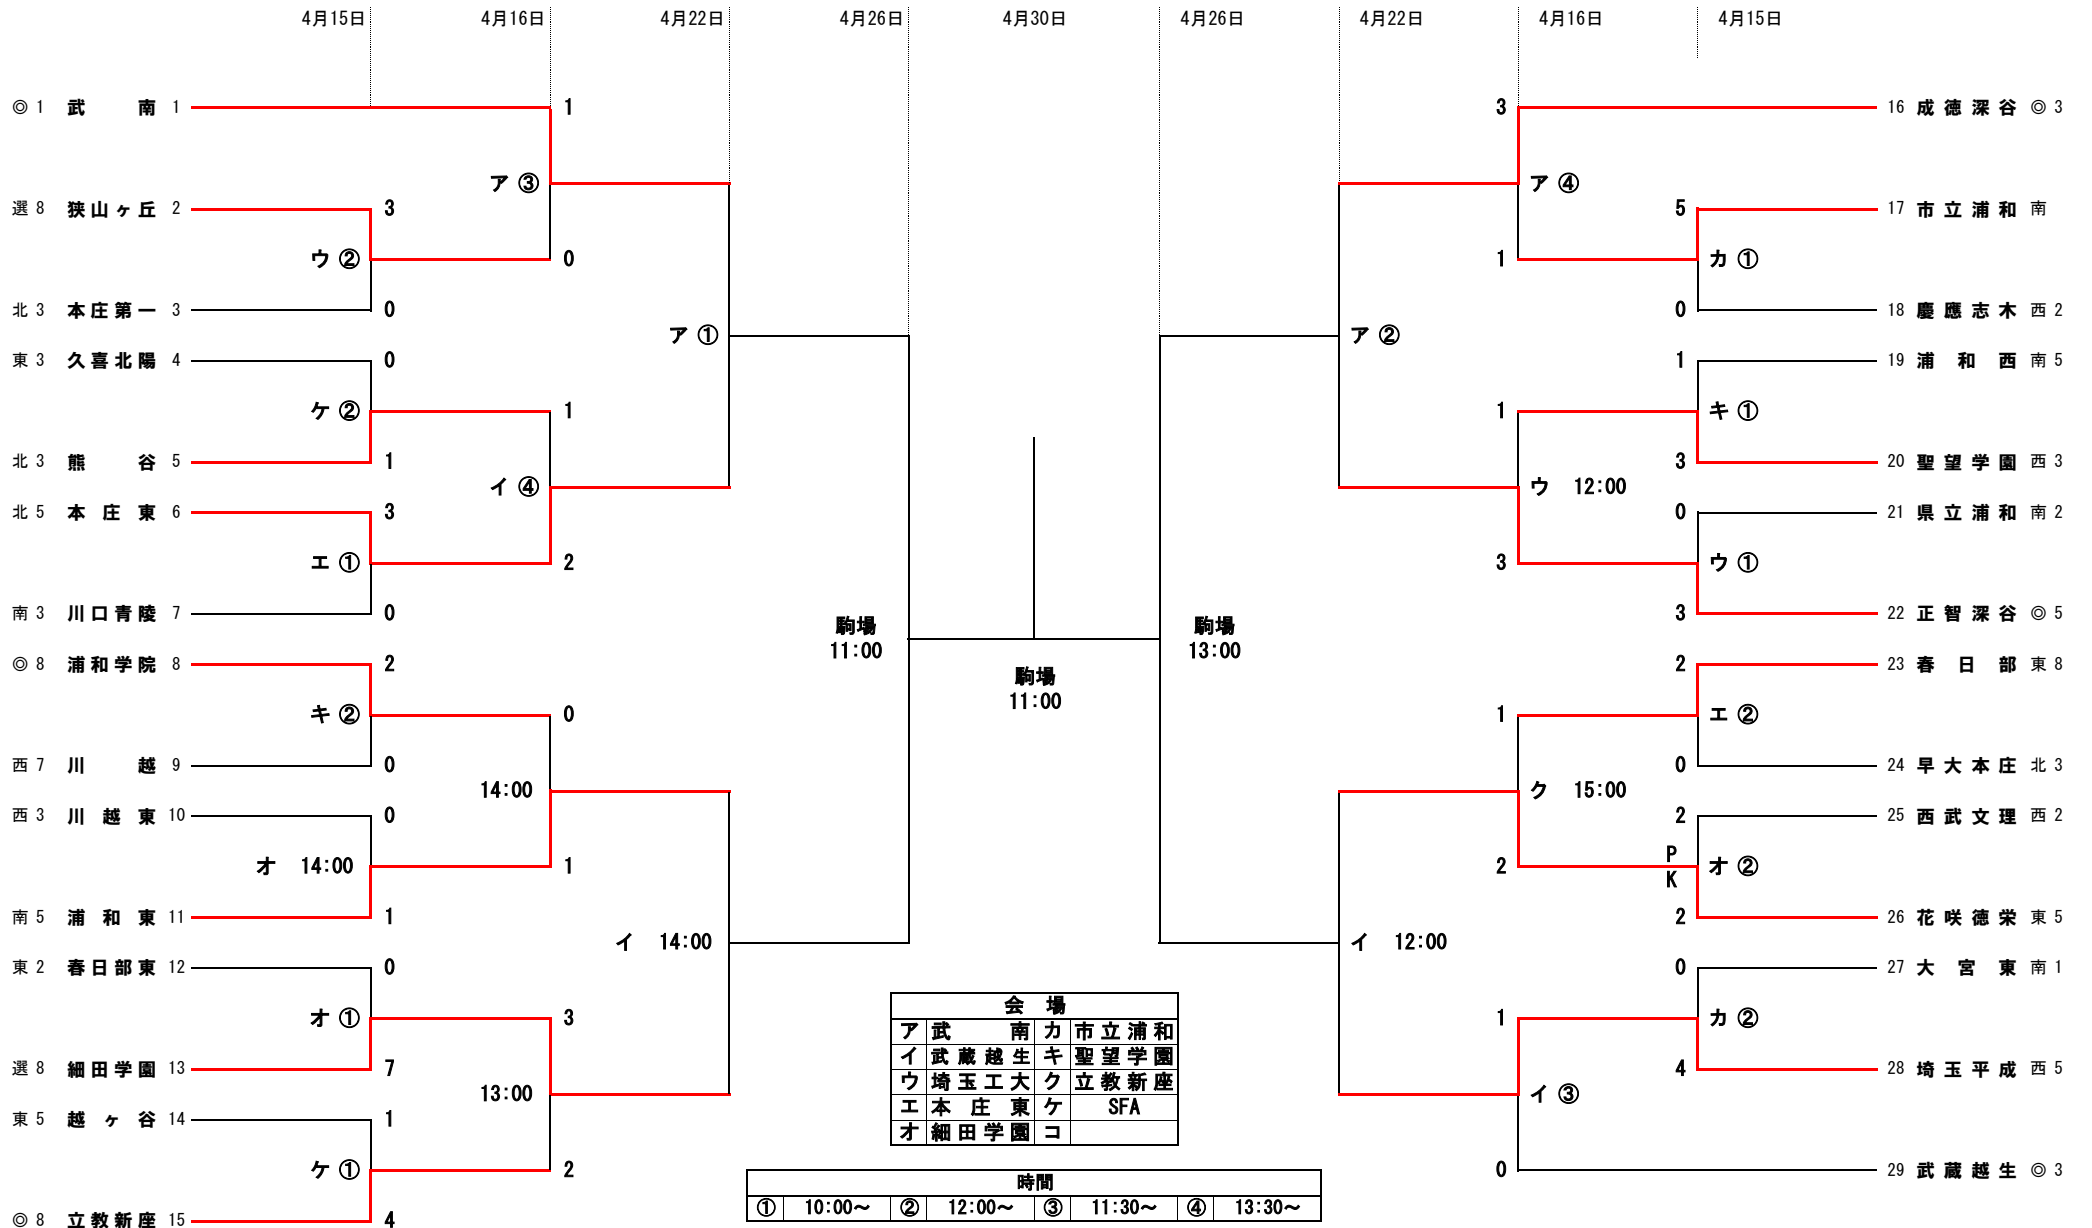 4月15日 4月16日 4月22日 4月26日 4月30日 4月26日 4月22日 4月16日 4月15日
◎ 1 武南 1 1 3 16 成徳深谷 ◎ 3
ア ③ ア ④
選 8 狭山ヶ丘 2 3 5 17 市立浦和 南
ウ ② 0 1 カ ①
北 3 本庄第一 3 0 0 18 慶應志木 西 2
ア ① ア ②
東 3 久喜北陽 4 0 1 19 浦和西 南 5
ケ ② 1 1 キ ①
北 3 熊谷 5 1 3 20 聖望学園 西 3
イ ④ ウ 12:00
北 5 本庄東 6 3 0 21 県立浦和 南 2
エ ① 2 3 ウ ①
南 3 川口青陵 7 0 3 22 正智深谷 ◎ 5
駒場 駒場
11:00 13:00
◎ 8 浦和学院 8 2 2 23 春日部 東 8
駒場
11:00
キ ② 0 1 エ ②
西 7 川越 9 0 0 24 早大本庄 北 3
14:00 ク 15:00
西 3 川越東 10 0 2 25 西武文理 西 2
オ 14:00 1 2 PK オ ②
南 5 浦和東 11 1 2 26 花咲徳栄 東 5
イ 14:00 イ 12:00
東 2 春日部東 12 0 0 27 大宮東 南 1
オ ① 3 1 カ ②
選 8 細田学園 13 7 4 28 埼玉平成 西 5
13:00 イ ③
東 5 越ヶ谷 14 1
ケ ① 2 0 29 武蔵越生 ◎ 3
◎ 8 立教新座 15 4
会場
ア 武南 カ 市立浦和
イ 武蔵越生 キ 聖望学園
ウ 埼玉工大 ク 立教新座
エ 本庄東 ケ SFA
オ 細田学園 コ
時間
① 10:00～ ② 12:00～ ③ 11:30～ ④ 13:30～